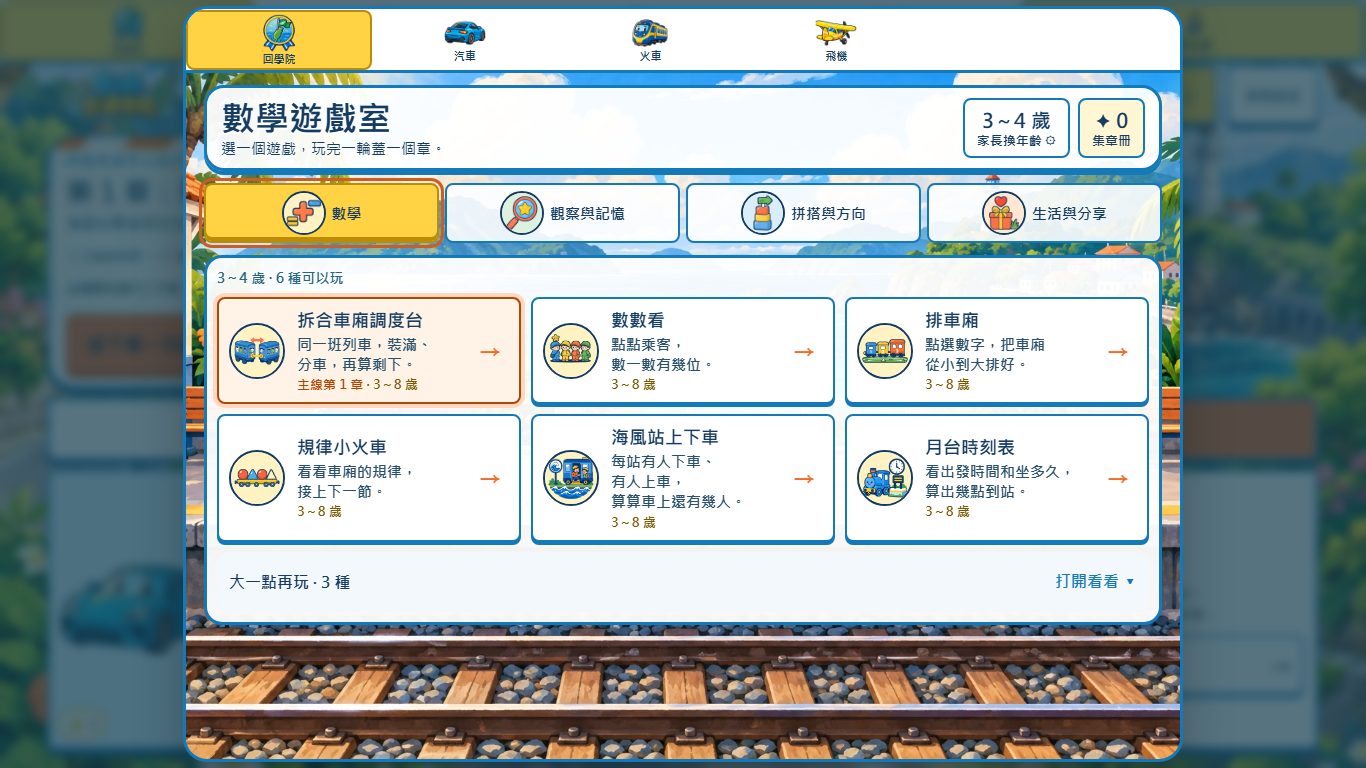 回學院
汽車
火車
飛機
數學遊戲室
選一個遊戲，玩完一輪蓋一個章。
3~4 歲
家長換年齡 ⚙
✦ 0
集章冊
數學
觀察與記憶
拼搭與方向
生活與分享
3~4 歲 · 6 種可以玩
拆合車廂調度台
同一班列車，裝滿、
分車，再算剩下。
主線第 1 章 · 3~8 歲
→
數數看
點點乘客，
數一數有幾位。
3~8 歲
→
排車廂
點選數字，把車廂
從小到大排好。
3~8 歲
→
規律小火車
看看車廂的規律，
接上下一節。
3~8 歲
→
海風站上下車
每站有人下車、
有人上車，
算算車上還有幾人。
3~8 歲
→
月台時刻表
看出發時間和坐多久，
算出幾點到站。
3~8 歲
→
大一點再玩 · 3 種
打開看看 ▼